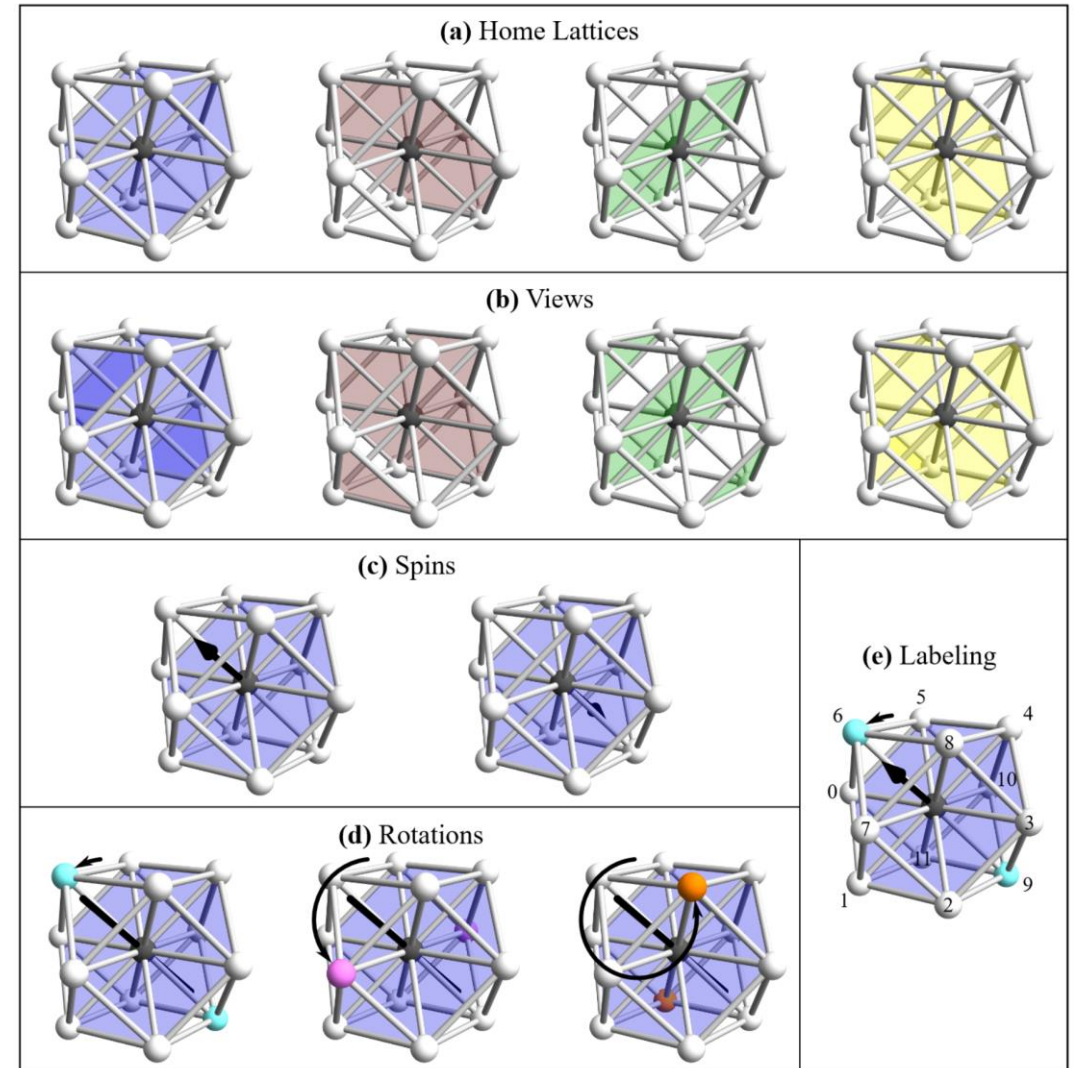 (a) Home Lattices
(b) Views
(c) Spins
(d) Rotations
(e) Labeling
5
6
4
8
0
10
7
3
11
1
2
9